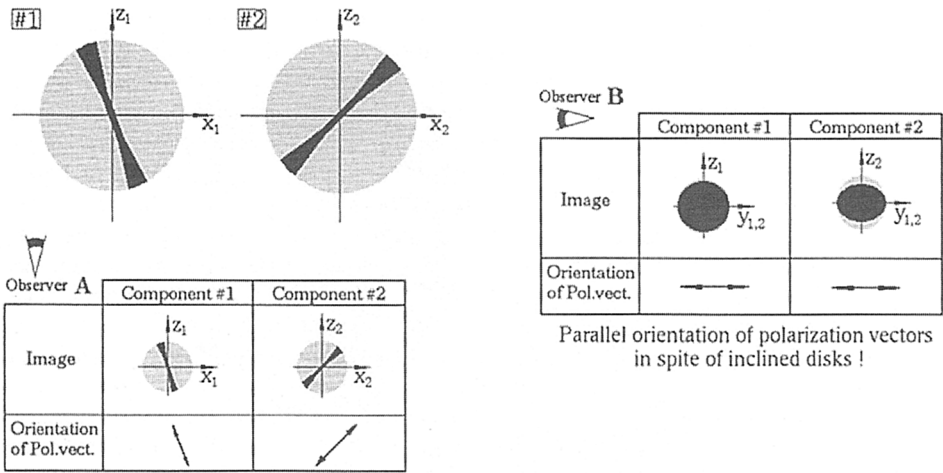 #1
z1
x1
#2
z2
x2
Observer A
Component #1 Component #2
Image
z1
x1
z2
x2
Orientation
of Pol.vect.
Observer B
Component #1 Component #2
Image
z1
y1,2
z2
y1,2
Orientation
of Pol.vect.
Parallel orientation of polarization vectors
in spite of inclined disks !